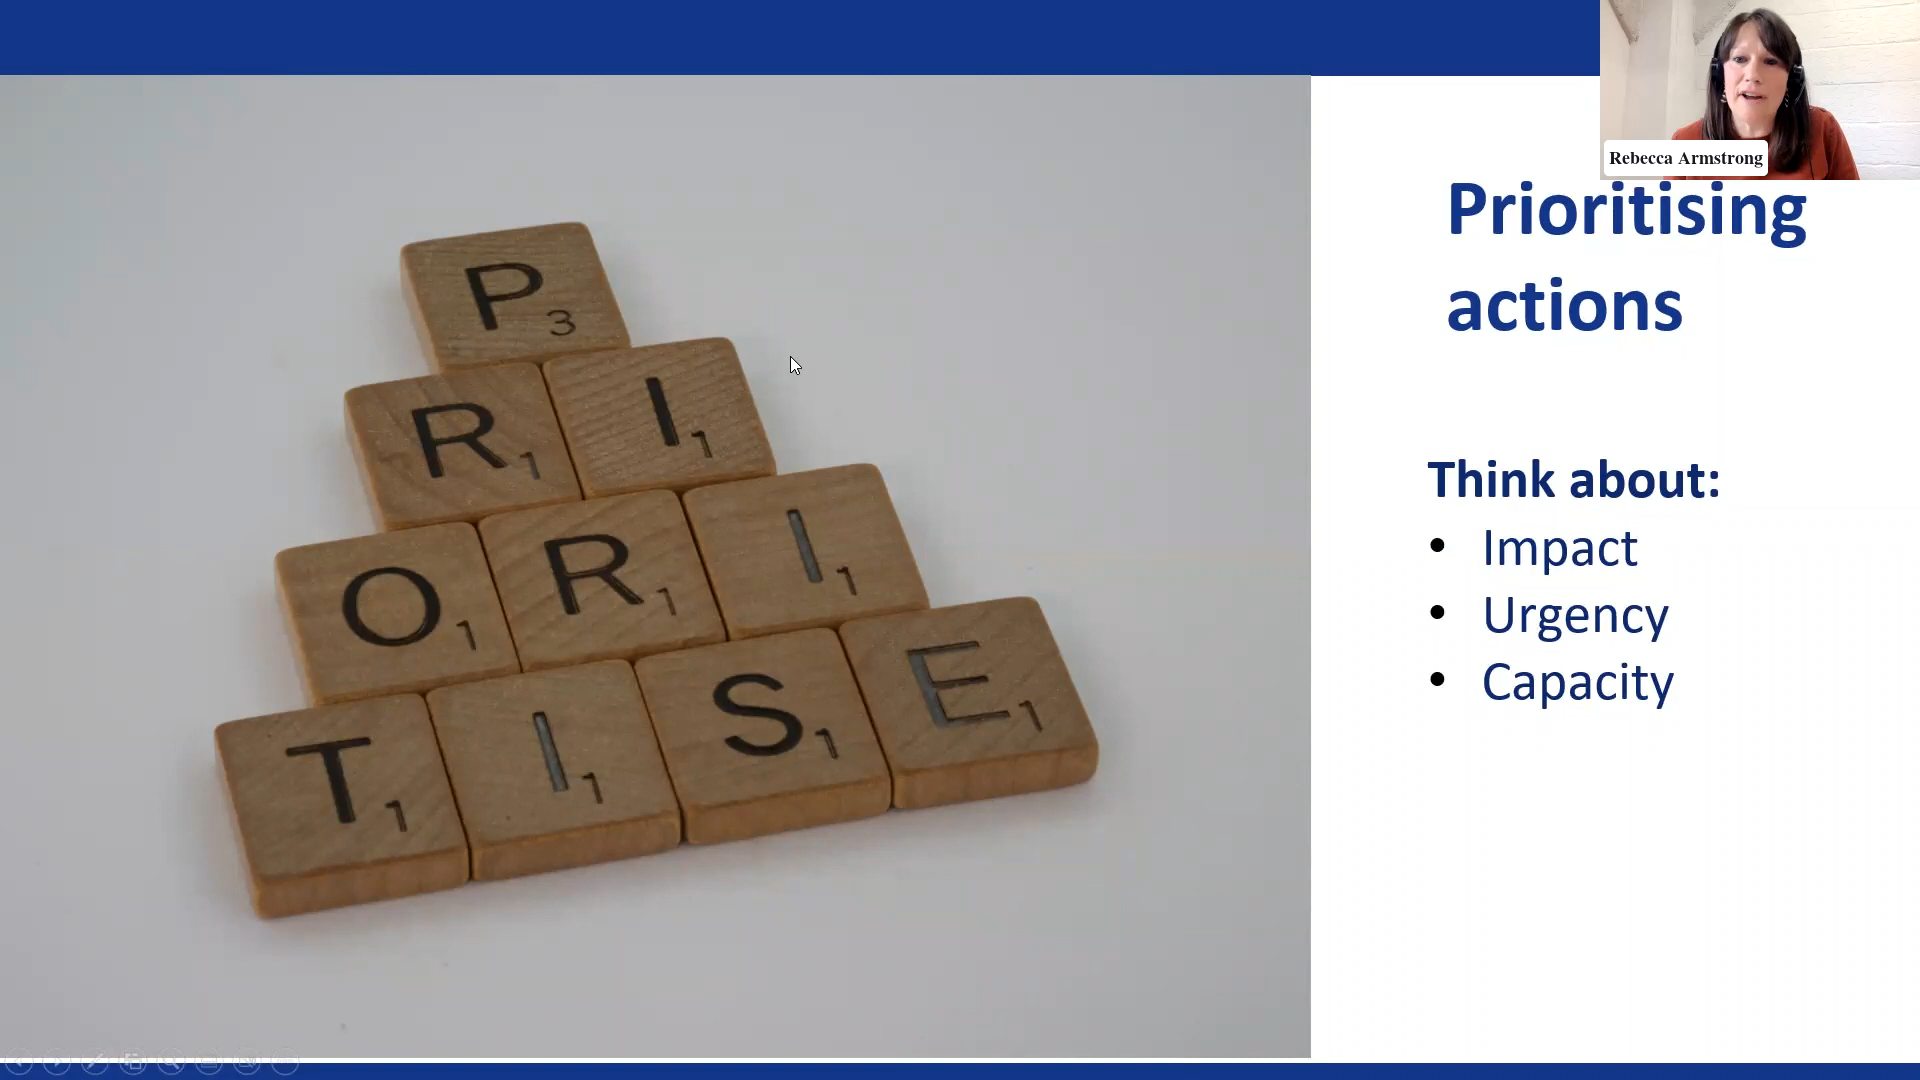 Rebecca Armstrong
Prioritising
actions
P3
R1 I1
O1 R1 I1
T1 I1 S1 E1
Think about:
• Impact
• Urgency
• Capacity